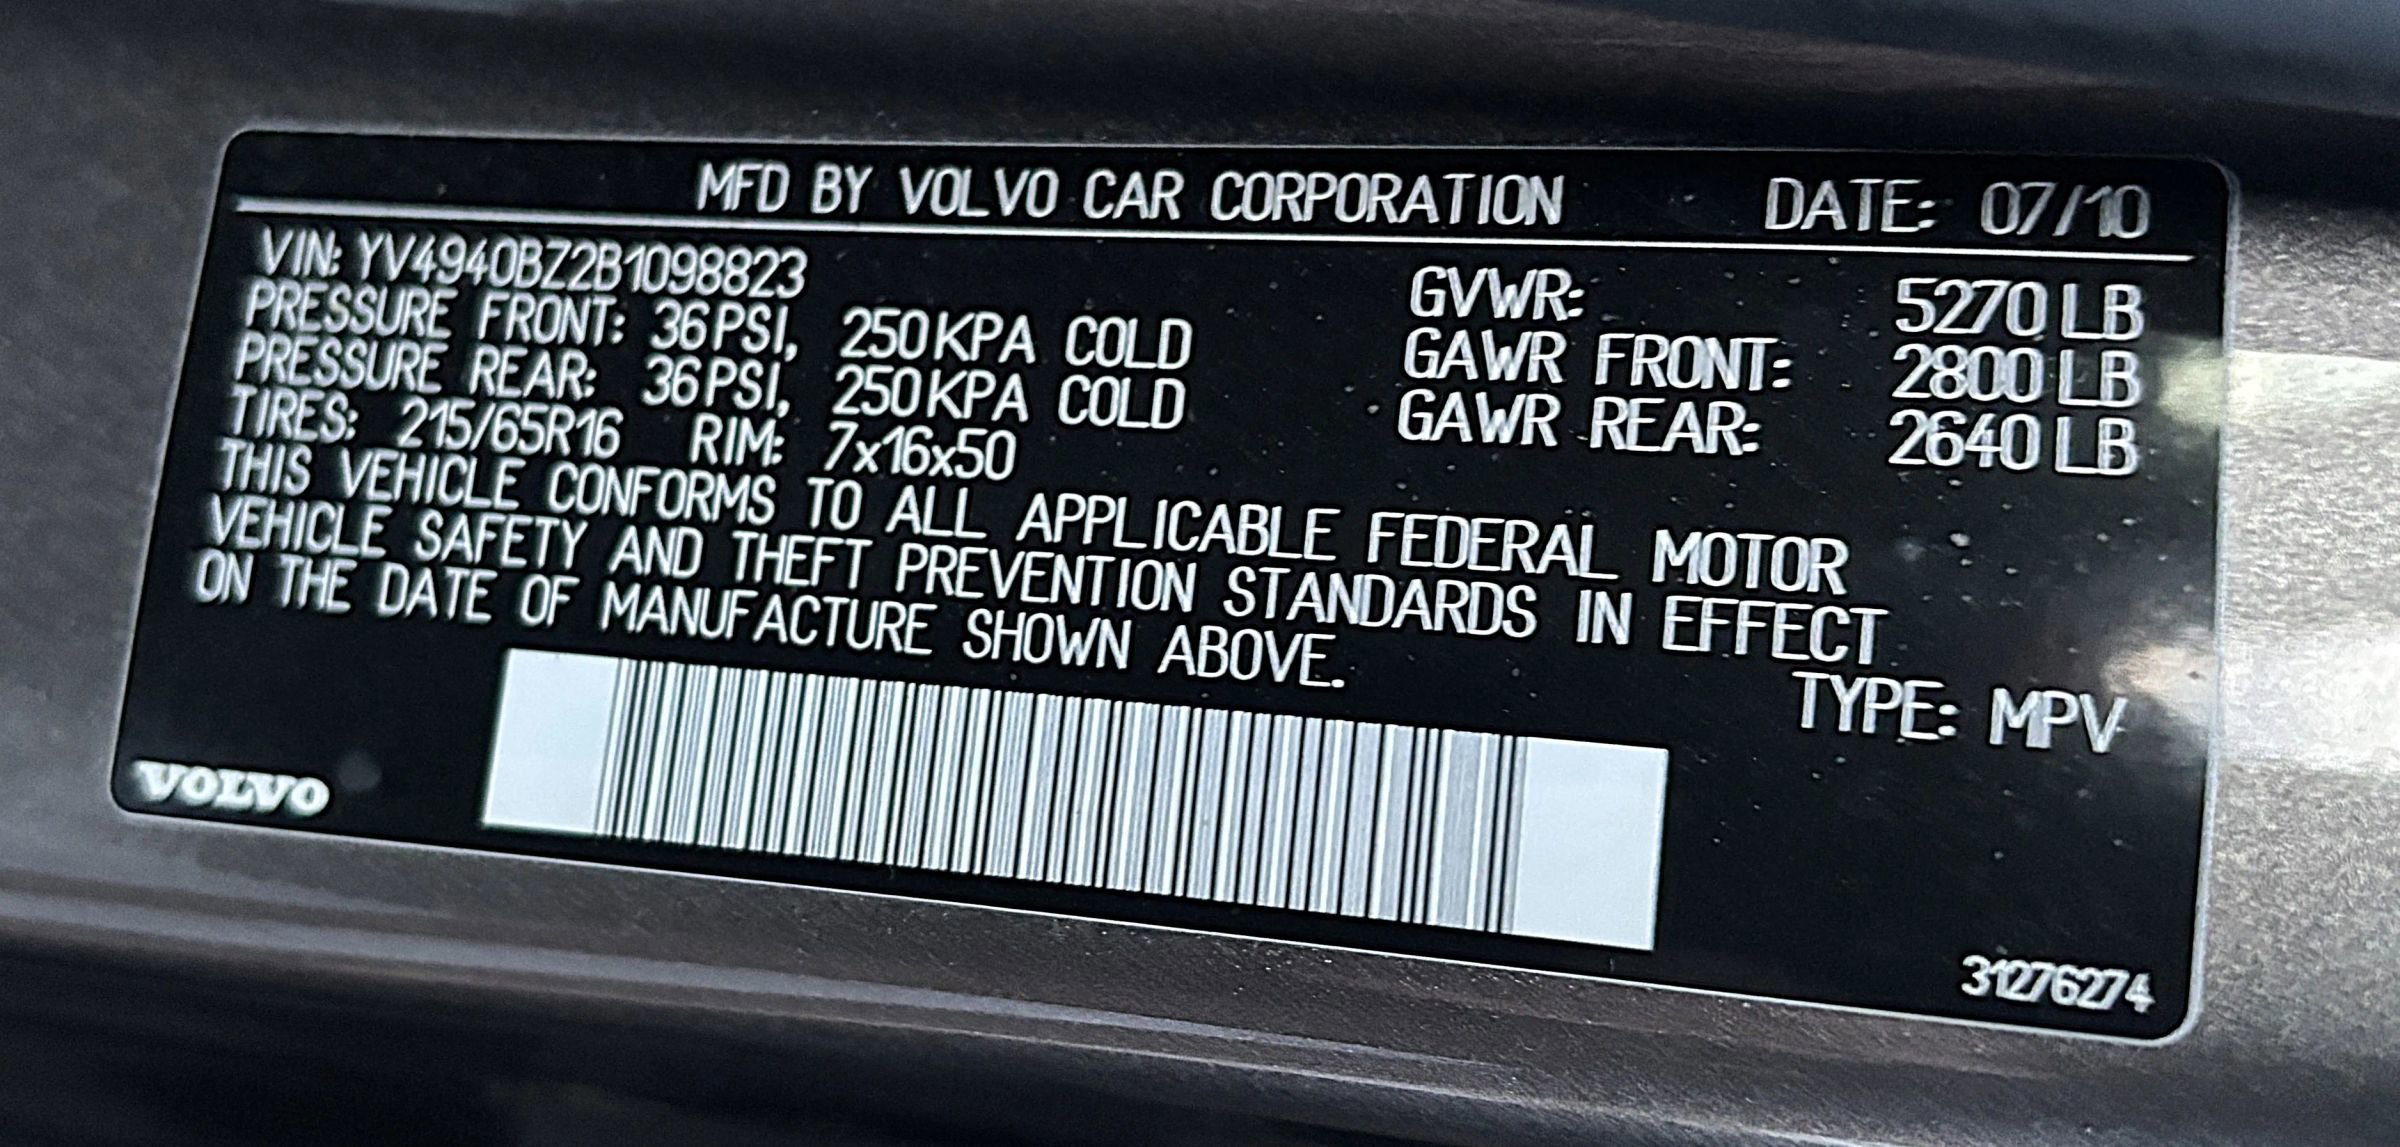 MFD BY VOLVO CAR CORPORATION DATE: 07/10
VIN: YV4940BZ2B1098823
PRESSURE FRONT: 36PSI, 250KPA COLD GVWR: 5270 LB
PRESSURE REAR: 36PSI, 250KPA COLD GAWR FRONT: 2800 LB
TIRES: 215/65R16 RIM: 7x16x50 GAWR REAR: 2640 LB
THIS VEHICLE CONFORMS TO ALL APPLICABLE FEDERAL MOTOR
VEHICLE SAFETY AND THEFT PREVENTION STANDARDS IN EFFECT
ON THE DATE OF MANUFACTURE SHOWN ABOVE.
TYPE: MPV
VOLVO
31276274